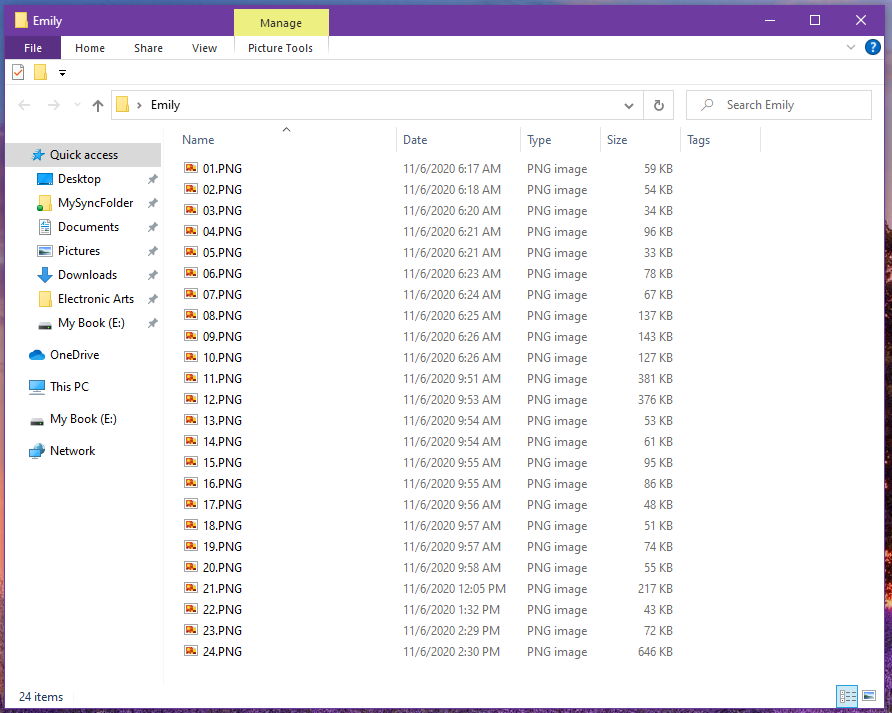 Emily
Manage
File Home Share View Picture Tools
?
Emily
Search Emily
Name Date Type Size Tags
Quick access
Desktop
MySyncFolder
Documents
Pictures
Downloads
Electronic Arts
My Book (E:)
OneDrive
This PC
My Book (E:)
Network
01.PNG 11/6/2020 6:17 AM PNG image 59 KB
02.PNG 11/6/2020 6:18 AM PNG image 54 KB
03.PNG 11/6/2020 6:20 AM PNG image 34 KB
04.PNG 11/6/2020 6:21 AM PNG image 96 KB
05.PNG 11/6/2020 6:21 AM PNG image 33 KB
06.PNG 11/6/2020 6:23 AM PNG image 78 KB
07.PNG 11/6/2020 6:24 AM PNG image 67 KB
08.PNG 11/6/2020 6:25 AM PNG image 137 KB
09.PNG 11/6/2020 6:26 AM PNG image 143 KB
10.PNG 11/6/2020 6:26 AM PNG image 127 KB
11.PNG 11/6/2020 9:51 AM PNG image 381 KB
12.PNG 11/6/2020 9:53 AM PNG image 376 KB
13.PNG 11/6/2020 9:54 AM PNG image 53 KB
14.PNG 11/6/2020 9:54 AM PNG image 61 KB
15.PNG 11/6/2020 9:55 AM PNG image 95 KB
16.PNG 11/6/2020 9:55 AM PNG image 86 KB
17.PNG 11/6/2020 9:56 AM PNG image 48 KB
18.PNG 11/6/2020 9:57 AM PNG image 51 KB
19.PNG 11/6/2020 9:57 AM PNG image 74 KB
20.PNG 11/6/2020 9:58 AM PNG image 55 KB
21.PNG 11/6/2020 12:05 PM PNG image 217 KB
22.PNG 11/6/2020 1:32 PM PNG image 43 KB
23.PNG 11/6/2020 2:29 PM PNG image 72 KB
24.PNG 11/6/2020 2:30 PM PNG image 646 KB
24 items